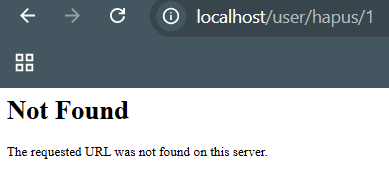 localhost/user/hapus/1
Not Found
The requested URL was not found on this server.